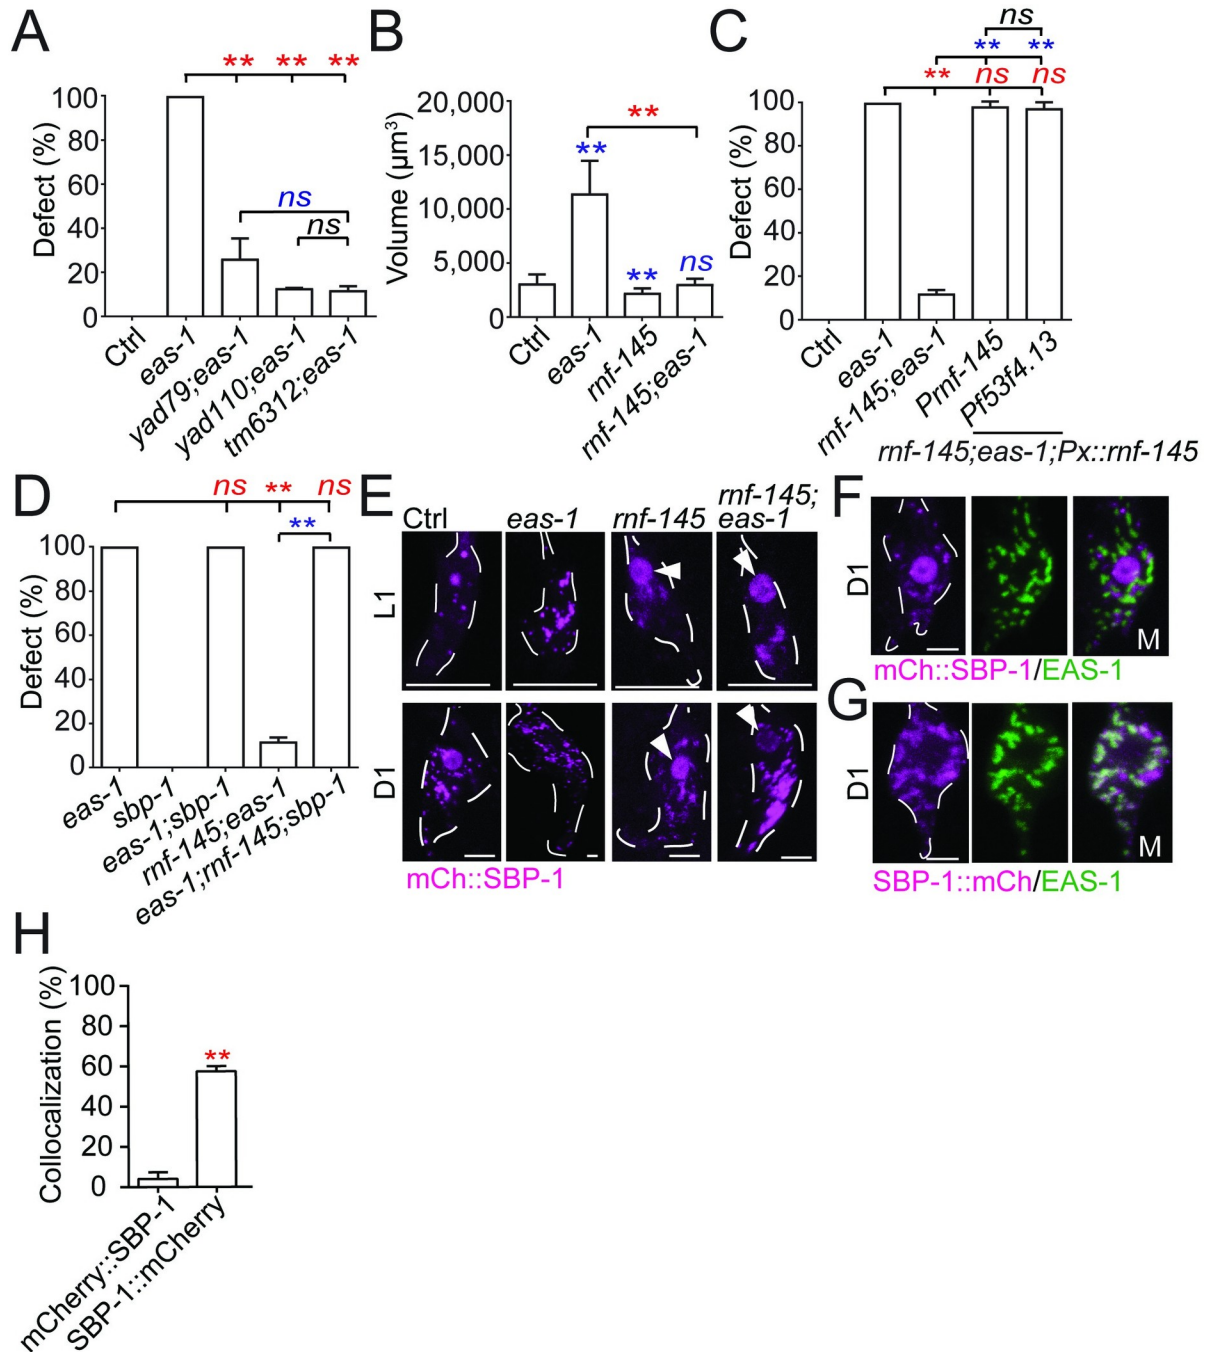 A
** ** **
Defect (%)
100
80
60
40
20
0
ns
ns
Ctrl
eas-1
yad79;eas-1
yad110;eas-1
tm6312;eas-1
B
Volume (µm³)
20,000
15,000
10,000
5,000
0
**
**
**
ns
Ctrl
eas-1
rnf-145
rnf-145;eas-1
C
ns
** **
** ns ns
Defect (%)
100
80
60
40
20
0
Ctrl
eas-1
rnf-145;eas-1
Prnf-145
Pf53f4.13
rnf-145;eas-1;Px::rnf-145
D
ns ** ns
**
Defect (%)
100
80
60
40
20
0
eas-1
sbp-1
eas-1;sbp-1
rnf-145;eas-1
eas-1;rnf-145;sbp-1
E
Ctrl
eas-1
rnf-145
rnf-145;
eas-1
L1
D1
mCh::SBP-1
F
D1
M
mCh::SBP-1/EAS-1
G
D1
M
SBP-1::mCh/EAS-1
H
Collocalization (%)
100
80
60
40
20
0
**
mCherry::SBP-1
SBP-1::mCherry